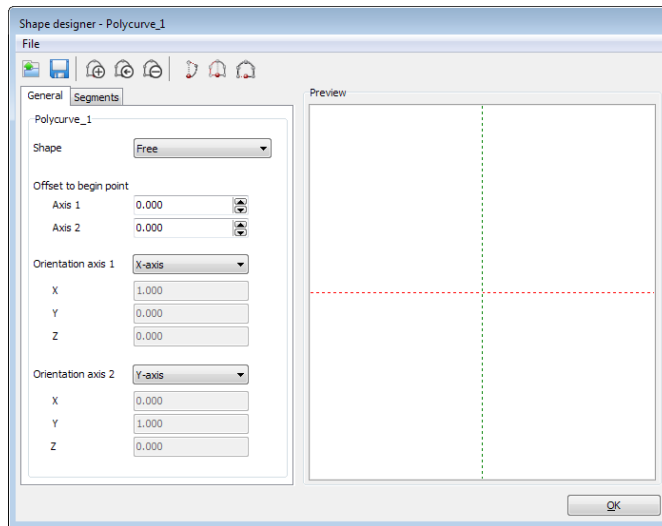 Shape designer - Polycurve_1
File
General Segments
Preview
Polycurve_1
Shape Free
Offset to begin point
Axis 1 0.000
Axis 2 0.000
Orientation axis 1 X-axis
X 1.000
Y 0.000
Z 0.000
Orientation axis 2 Y-axis
X 0.000
Y 1.000
Z 0.000
OK